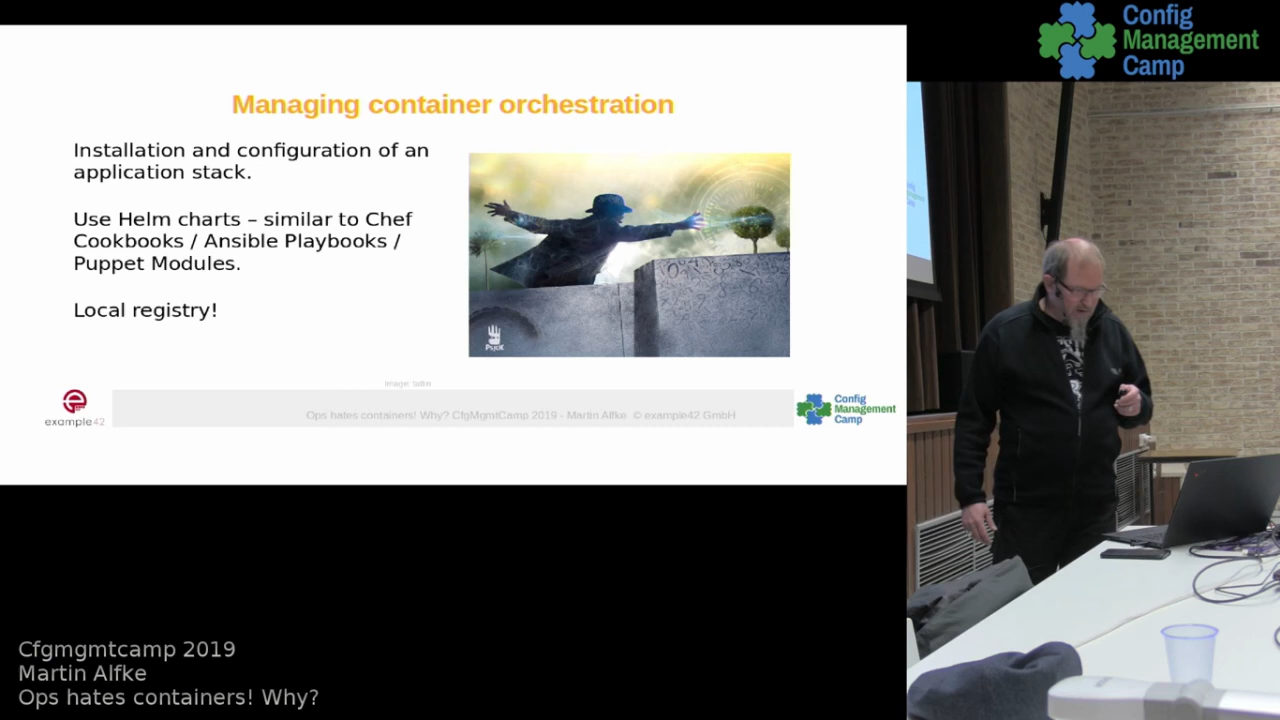 Config
Management
Camp
Managing container orchestration
Installation and configuration of an
application stack.
Use Helm charts – similar to Chef
Cookbooks / Ansible Playbooks /
Puppet Modules.
Local registry!
example42
Ops hates containers! Why? CfgMgmtCamp 2019 - Martin Alfke © example42 GmbH
Config
Management
Camp
Cfgmgmtcamp 2019
Martin Alfke
Ops hates containers! Why?